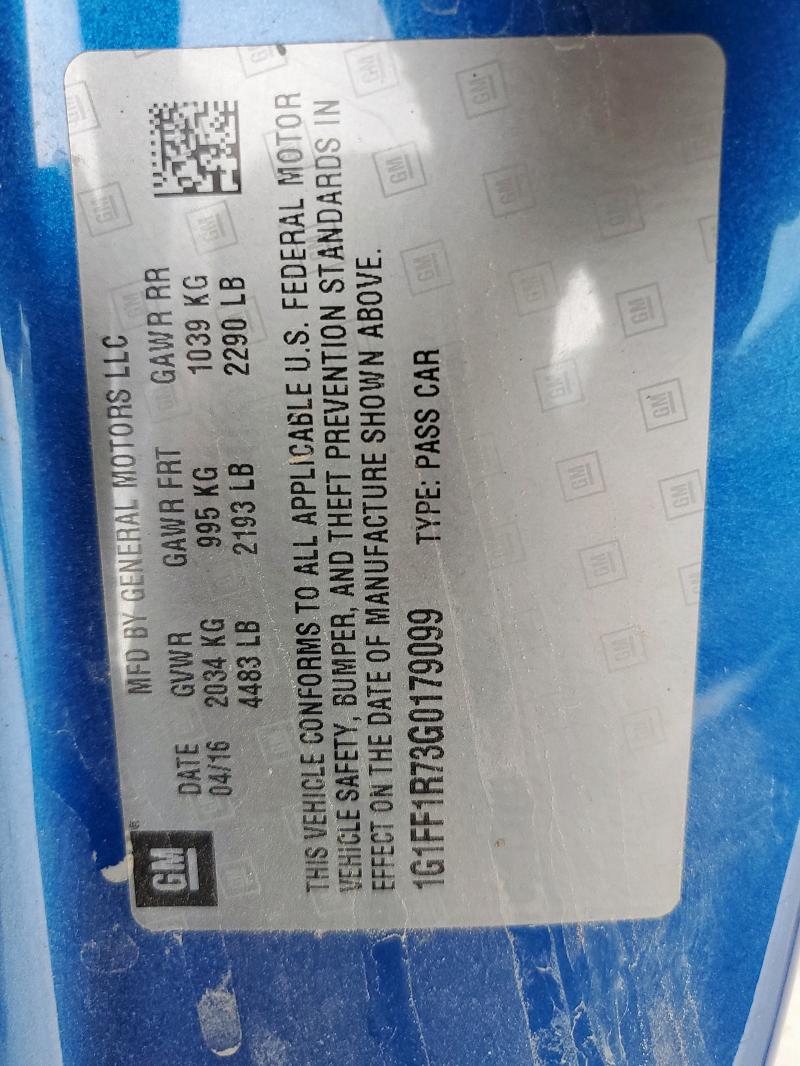 GM
MFD BY GENERAL MOTORS LLC
DATE GVWR GAWR FRT GAWR RR
04/16 2034 KG 995 KG 1039 KG
4483 LB 2193 LB 2290 LB
THIS VEHICLE CONFORMS TO ALL APPLICABLE U.S. FEDERAL MOTOR
VEHICLE SAFETY, BUMPER, AND THEFT PREVENTION STANDARDS IN
EFFECT ON THE DATE OF MANUFACTURE SHOWN ABOVE.
1G1FF1R73G0179099 TYPE: PASS CAR